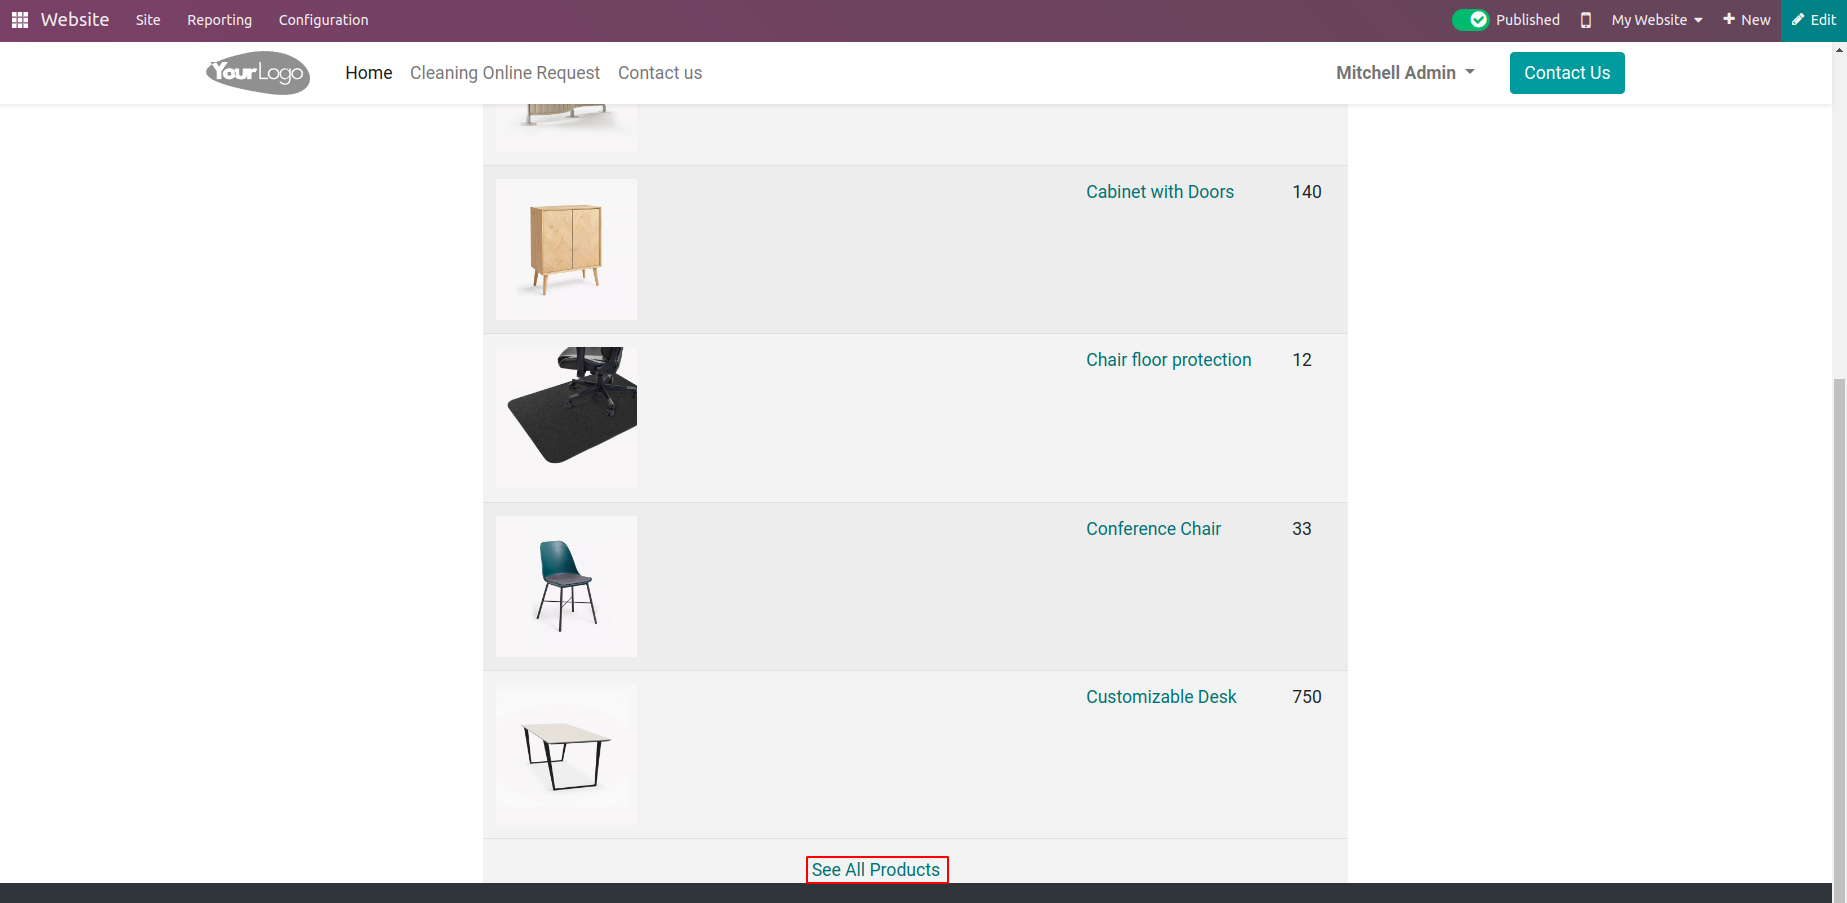 Website Site Reporting Configuration Published My Website New Edit
YourLogo Home Cleaning Online Request Contact us Mitchell Admin Contact Us
Cabinet with Doors 140
Chair floor protection 12
Conference Chair 33
Customizable Desk 750
See All Products